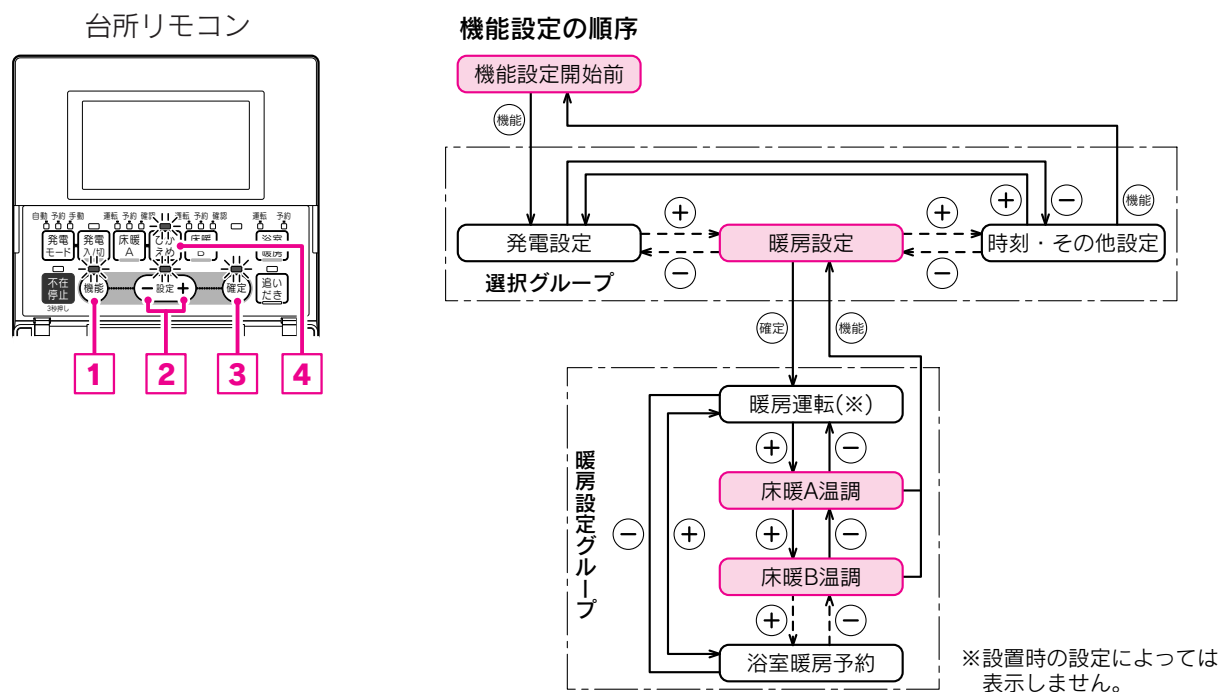 台所リモコン
自動 予約 手動 運転 予約 確認 運転 予約 確認 運転 予約
発電
モード
発電
入/切
床暖
A
ひか
えめ
床暖
B
浴室
暖房
不在
停止
3秒押し
機能
− 設定 +
確定
追い
だき
1 2 3 4
機能設定の順序
機能設定開始前
機能
+ − 機能
+ +
発電設定 暖房設定 時刻・その他設定
− −
選択グループ
確定 機能
暖房設定グループ
暖房運転(※)
+ −
床暖A温調
− + + −
床暖B温調
+ −
浴室暖房予約
※設置時の設定によっては
表示しません。